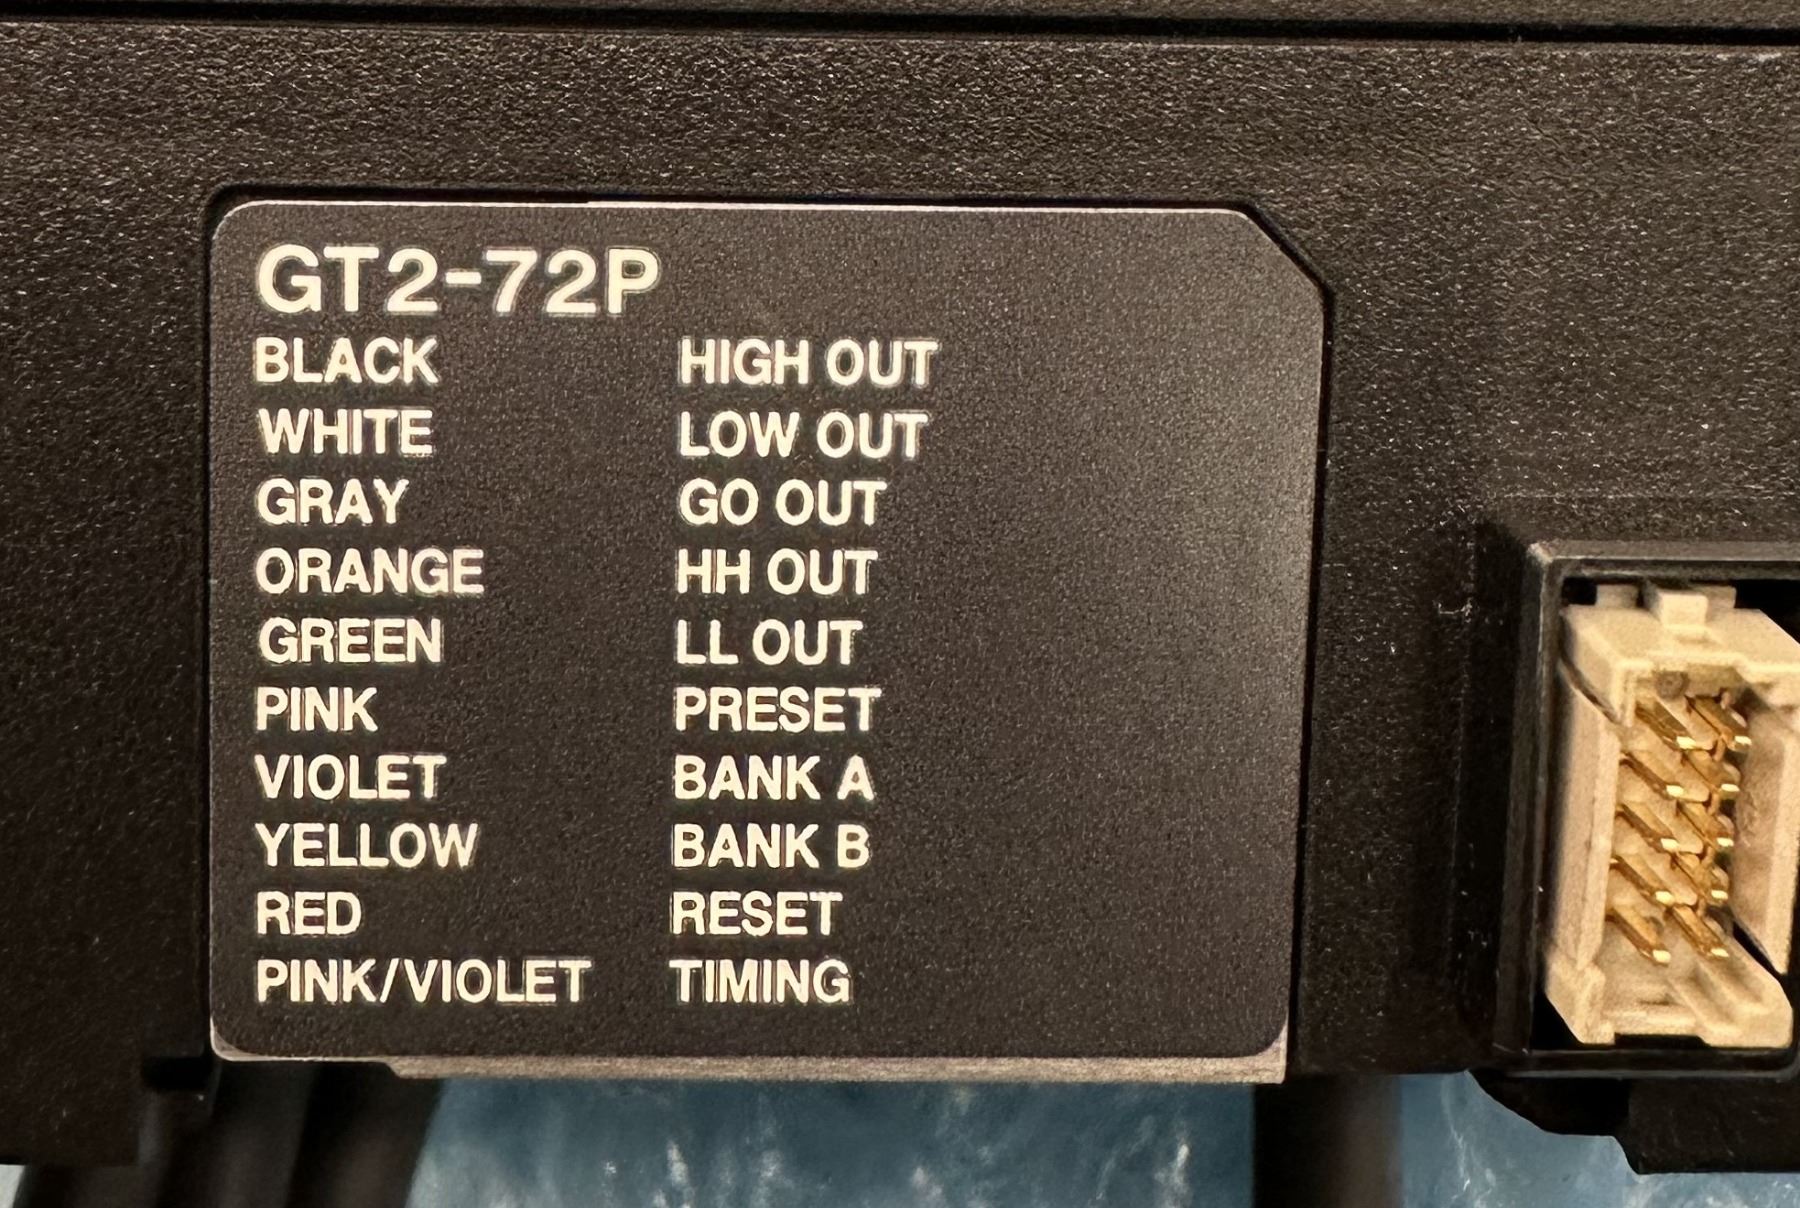 GT2-72P
BLACK HIGH OUT
WHITE LOW OUT
GRAY GO OUT
ORANGE HH OUT
GREEN LL OUT
PINK PRESET
VIOLET BANK A
YELLOW BANK B
RED RESET
PINK/VIOLET TIMING